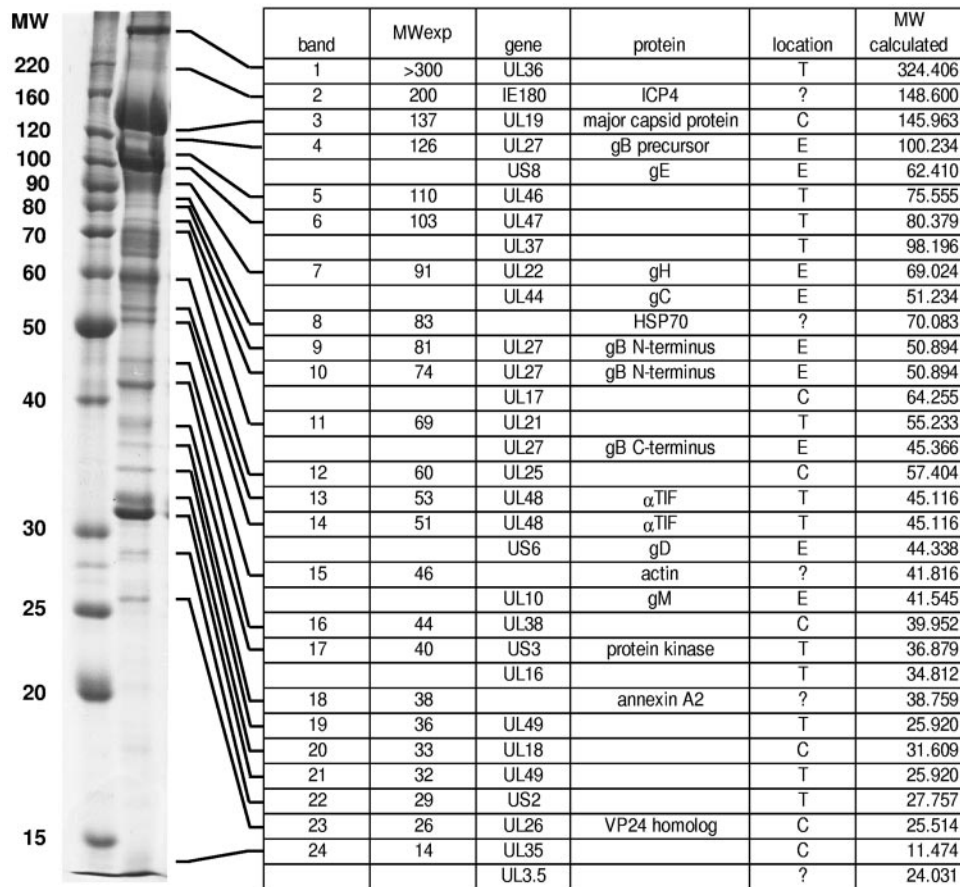 MW
220
160
120
100
90
80
70
60
50
40
30
25
20
15
band MWexp gene protein location MW calculated
1 >300 UL36 T 324.406
2 200 IE180 ICP4 ? 148.600
3 137 UL19 major capsid protein C 145.963
4 126 UL27 gB precursor E 100.234
US8 gE E 62.410
5 110 UL46 T 75.555
6 103 UL47 T 80.379
UL37 T 98.196
7 91 UL22 gH E 69.024
UL44 gC E 51.234
8 83 HSP70 ? 70.083
9 81 UL27 gB N-terminus E 50.894
10 74 UL27 gB N-terminus E 50.894
UL17 C 64.255
11 69 UL21 T 55.233
UL27 gB C-terminus E 45.366
12 60 UL25 C 57.404
13 53 UL48 αTIF T 45.116
14 51 UL48 αTIF T 45.116
US6 gD E 44.338
15 46 actin ? 41.816
UL10 gM E 41.545
16 44 UL38 C 39.952
17 40 US3 protein kinase T 36.879
UL16 T 34.812
18 38 annexin A2 ? 38.759
19 36 UL49 T 25.920
20 33 UL18 C 31.609
21 32 UL49 T 25.920
22 29 US2 T 27.757
23 26 UL26 VP24 homolog C 25.514
24 14 UL35 C 11.474
UL3.5 ? 24.031